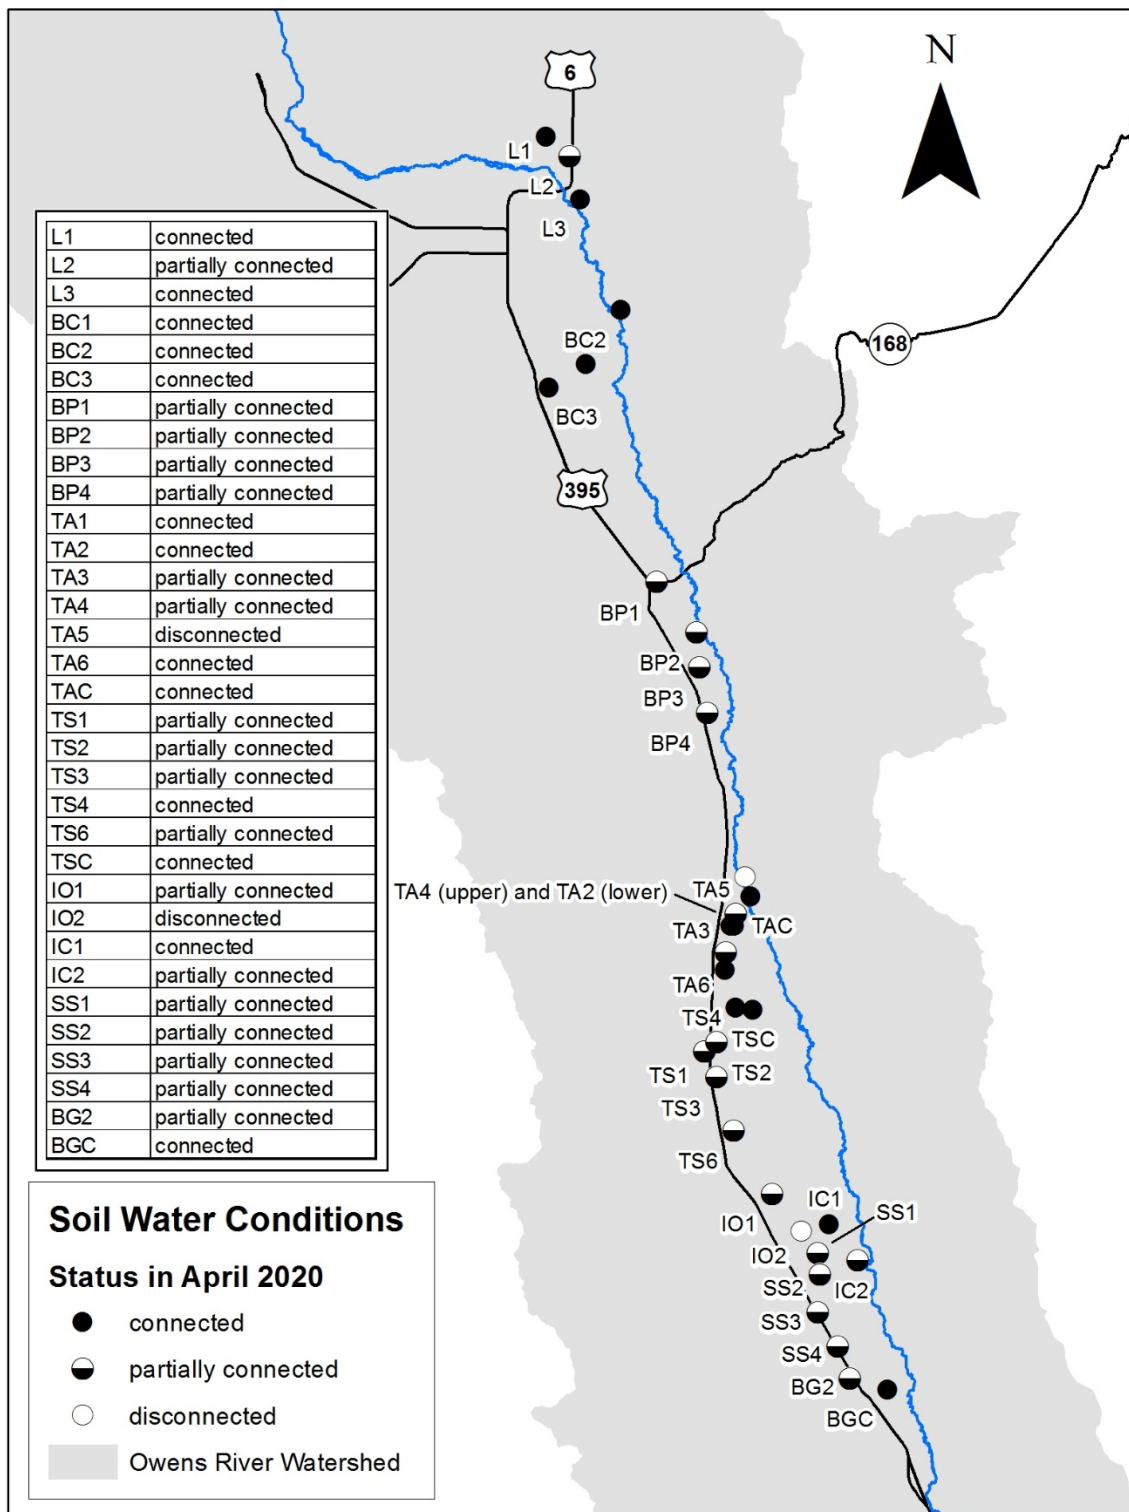 N
6
L1
L2
L3
L1 connected
L2 partially connected
L3 connected
BC1 connected
BC2 connected
BC3 connected
BP1 partially connected
BP2 partially connected
BP3 partially connected
BP4 partially connected
TA1 connected
TA2 connected
TA3 partially connected
TA4 partially connected
TA5 disconnected
TA6 connected
TAC connected
TS1 partially connected
TS2 partially connected
TS3 partially connected
TS4 connected
TS6 partially connected
TSC connected
IO1 partially connected
IO2 disconnected
IC1 connected
IC2 partially connected
SS1 partially connected
SS2 partially connected
SS3 partially connected
SS4 partially connected
BG2 partially connected
BGC connected
BC2
168
BC3
395
BP1
BP2
BP3
BP4
TA4 (upper) and TA2 (lower)
TA5
TA3
TAC
TA6
TS4
TSC
TS1
TS2
TS3
TS6
IC1
SS1
IO1
IO2
SS2
IC2
SS3
SS4
BG2
BGC
Soil Water Conditions
Status in April 2020
connected
partially connected
disconnected
Owens River Watershed